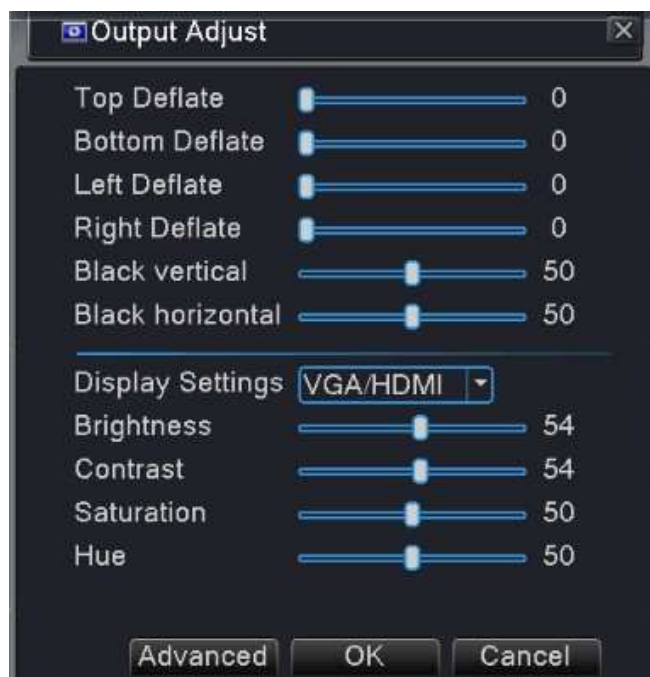 Output Adjust
Top Deflate 0
Bottom Deflate 0
Left Deflate 0
Right Deflate 0
Black vertical 50
Black horizontal 50
Display Settings VGA/HDMI
Brightness 54
Contrast 54
Saturation 50
Hue 50
Advanced OK Cancel